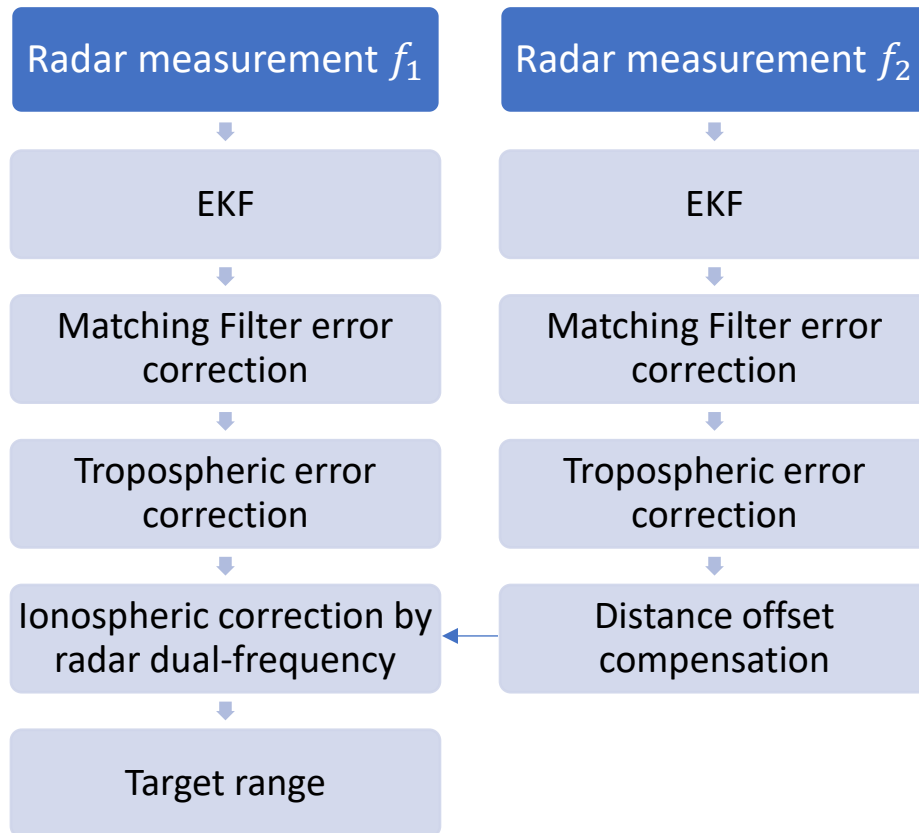 Radar measurement f₁
EKF
Matching Filter error
correction
Tropospheric error
correction
Ionospheric correction by
radar dual-frequency
Target range
Radar measurement f₂
EKF
Matching Filter error
correction
Tropospheric error
correction
Distance offset
compensation